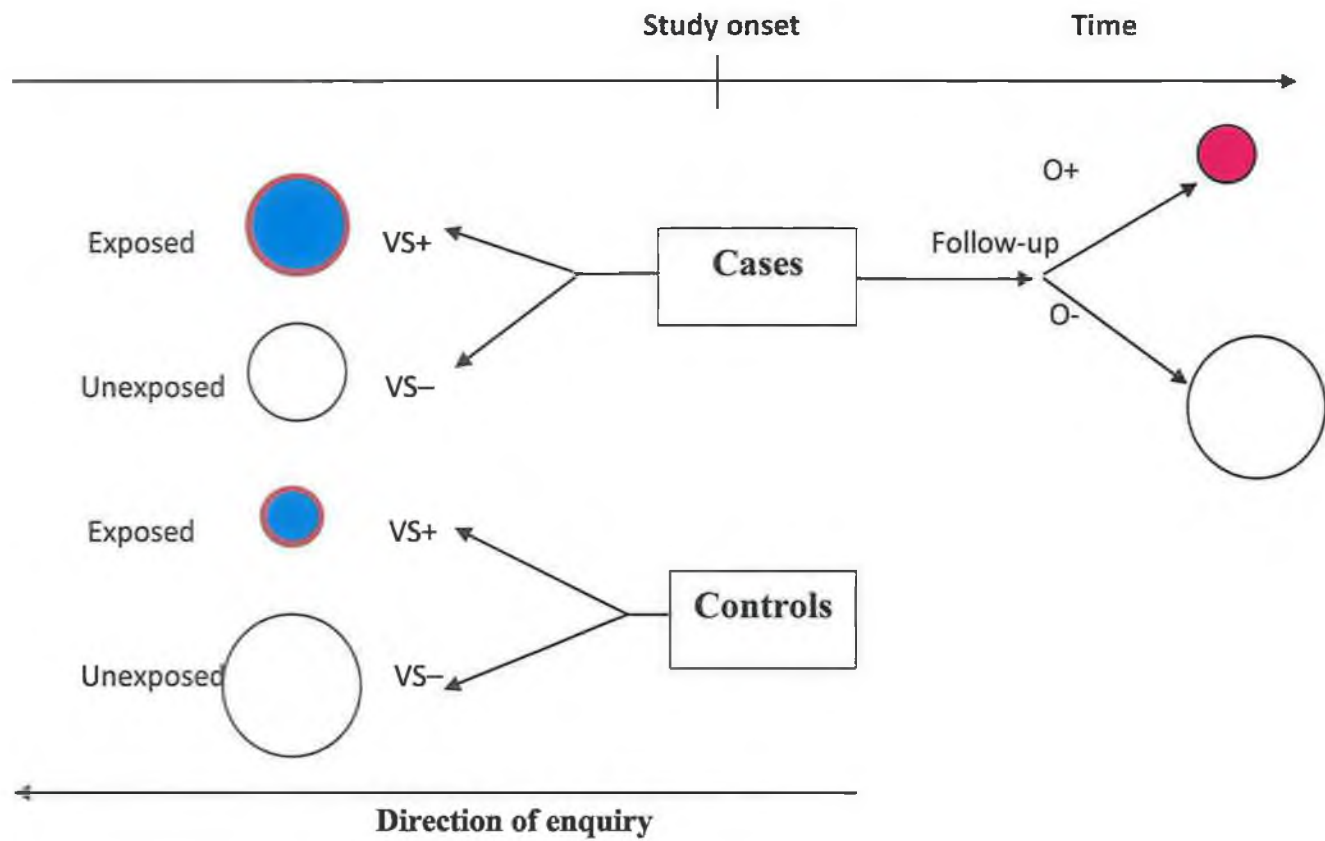 Study onset
Time
O+
Exposed
VS+
Cases
Follow-up
O-
Unexposed
VS–
Exposed
VS+
Controls
Unexposed
VS–
Direction of enquiry